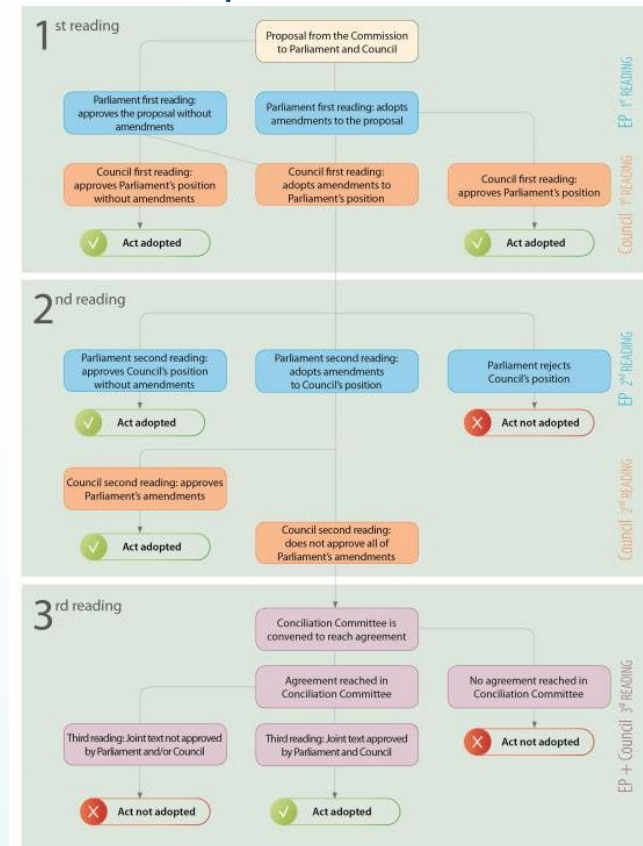 1st reading
Proposal from the Commission
to Parliament and Council
Parliament first reading:
approves the proposal without
amendments
Parliament first reading: adopts
amendments to the proposal
EP 1st READING
Council first reading:
approves Parliament's position
without amendments
Council first reading:
adopts amendments to
Parliament's position
Council first reading:
approves Parliament's position
Council 1st READING
Act adopted
Act adopted
2nd reading
Parliament second reading:
approves Council's position
without amendments
Parliament second reading:
adopts amendments
to Council's position
Parliament rejects
Council's position
EP 2nd READING
Act adopted
Act not adopted
Council second reading: approves
Parliament's amendments
Act adopted
Council second reading:
does not approve all of
Parliament's amendments
Council 2nd READING
3rd reading
Conciliation Committee is
convened to reach agreement
Agreement reached in
Conciliation Committee
No agreement reached in
Conciliation Committee
EP + Council 3rd READING
Third reading: Joint text not approved
by Parliament and/or Council
Third reading: Joint text approved
by Parliament and Council
Act not adopted
Act not adopted
Act adopted